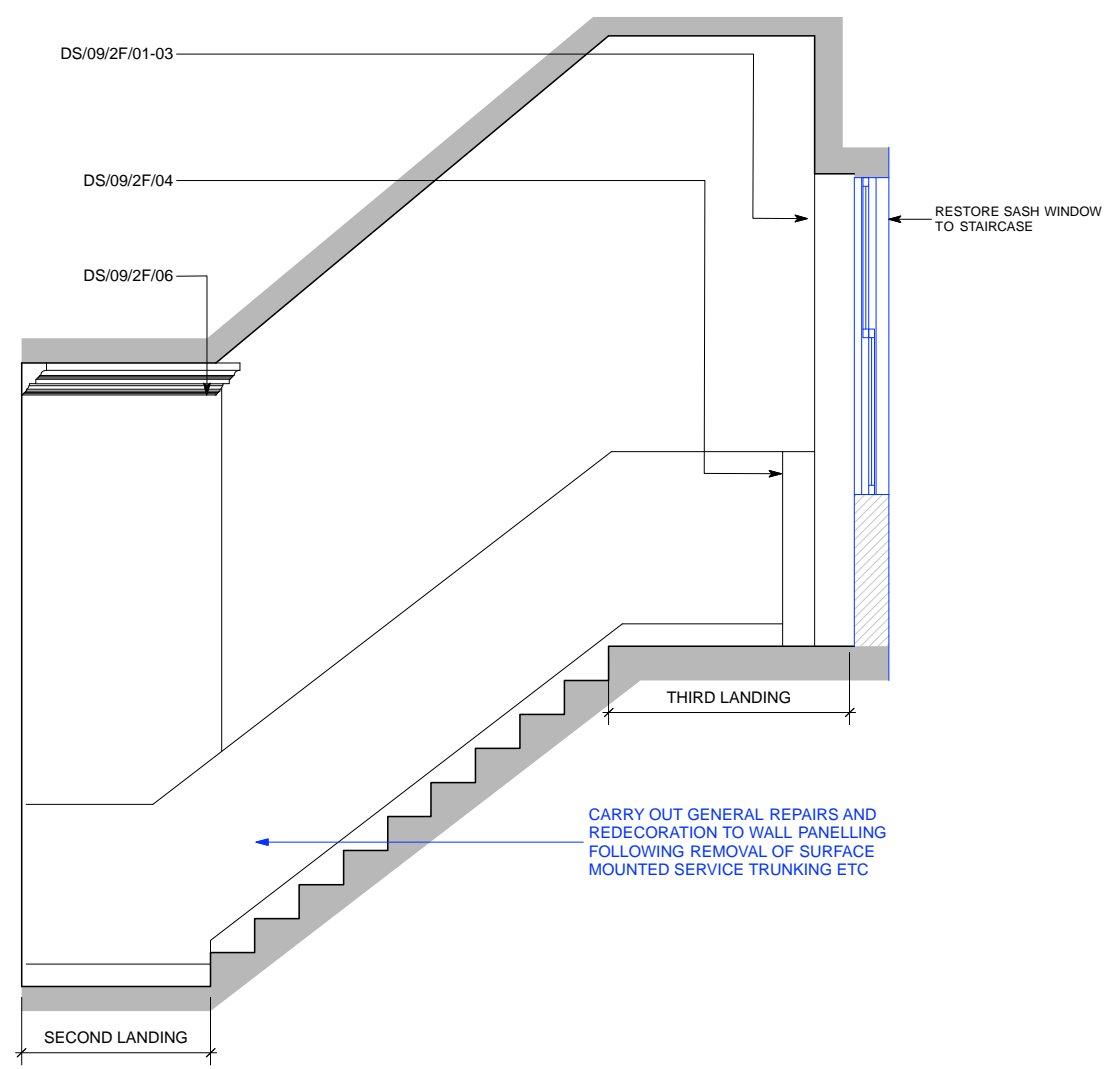 DS/09/2F/01-03
DS/09/2F/04
RESTORE SASH WINDOW
TO STAIRCASE
DS/09/2F/06
THIRD LANDING
CARRY OUT GENERAL REPAIRS AND
REDECORATION TO WALL PANELLING
FOLLOWING REMOVAL OF SURFACE
MOUNTED SERVICE TRUNKING ETC
SECOND LANDING